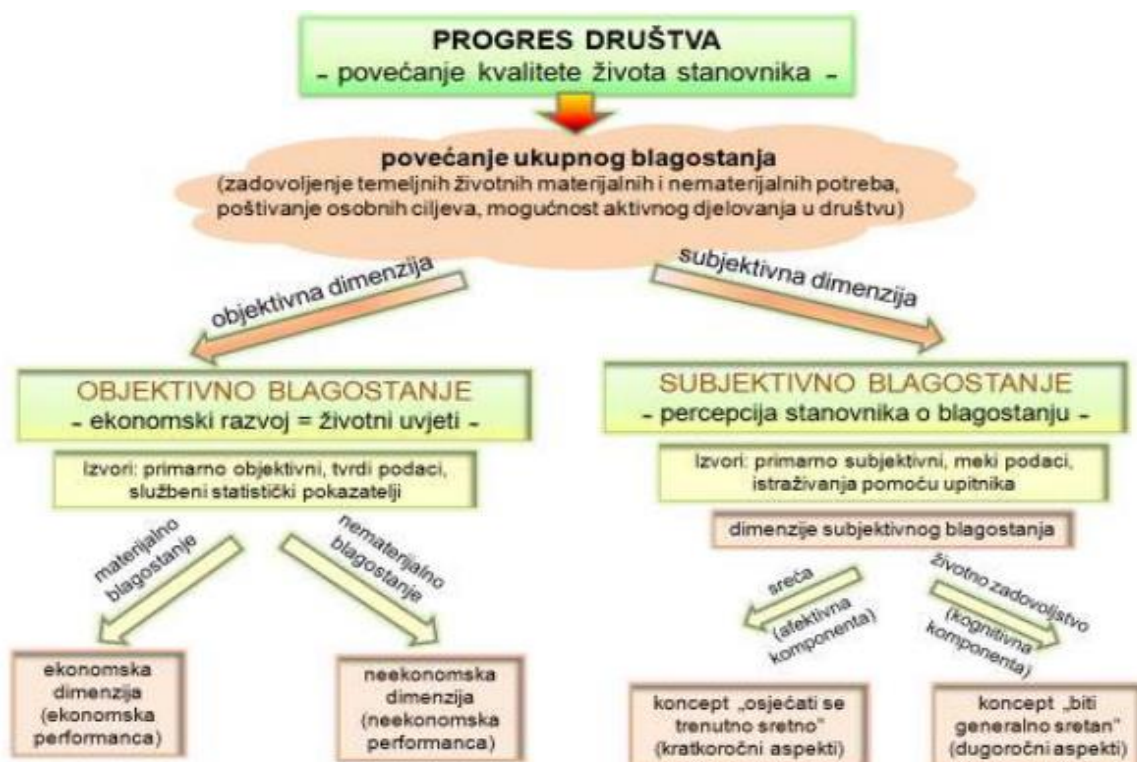 PROGRES DRUŠTVA
- povećanje kvalitete života stanovnika -
povećanje ukupnog blagostanja
(zadovoljenje temeljnih životnih materijalnih i nematerijalnih potreba,
poštivanje osobnih ciljeva, mogućnost aktivnog djelovanja u društvu)
objektivna dimenzija
subjektivna dimenzija
OBJEKTIVNO BLAGOSTANJE
- ekonomski razvoj = životni uvjeti -
Izvori: primarno objektivni, tvrdi podaci,
službeni statistički pokazatelji
materijalno
blagostanje
nematerijalno
blagostanje
ekonomska
dimenzija
(ekonomska
performanca)
neekonomska
dimenzija
(neekonomska
performanca)
SUBJEKTIVNO BLAGOSTANJE
- percepcija stanovnika o blagostanju -
Izvori: primarno subjektivni, meki podaci,
istraživanja pomoću upitnika
dimenzije subjektivnog blagostanja
sreća
(afektivna
komponenta)
životno zadovoljstvo
(kognitivna
komponenta)
koncept „osjećati se
trenutno sretno”
(kratkoročni aspekti)
koncept „biti
generalno sretan”
(dugoročni aspekti)